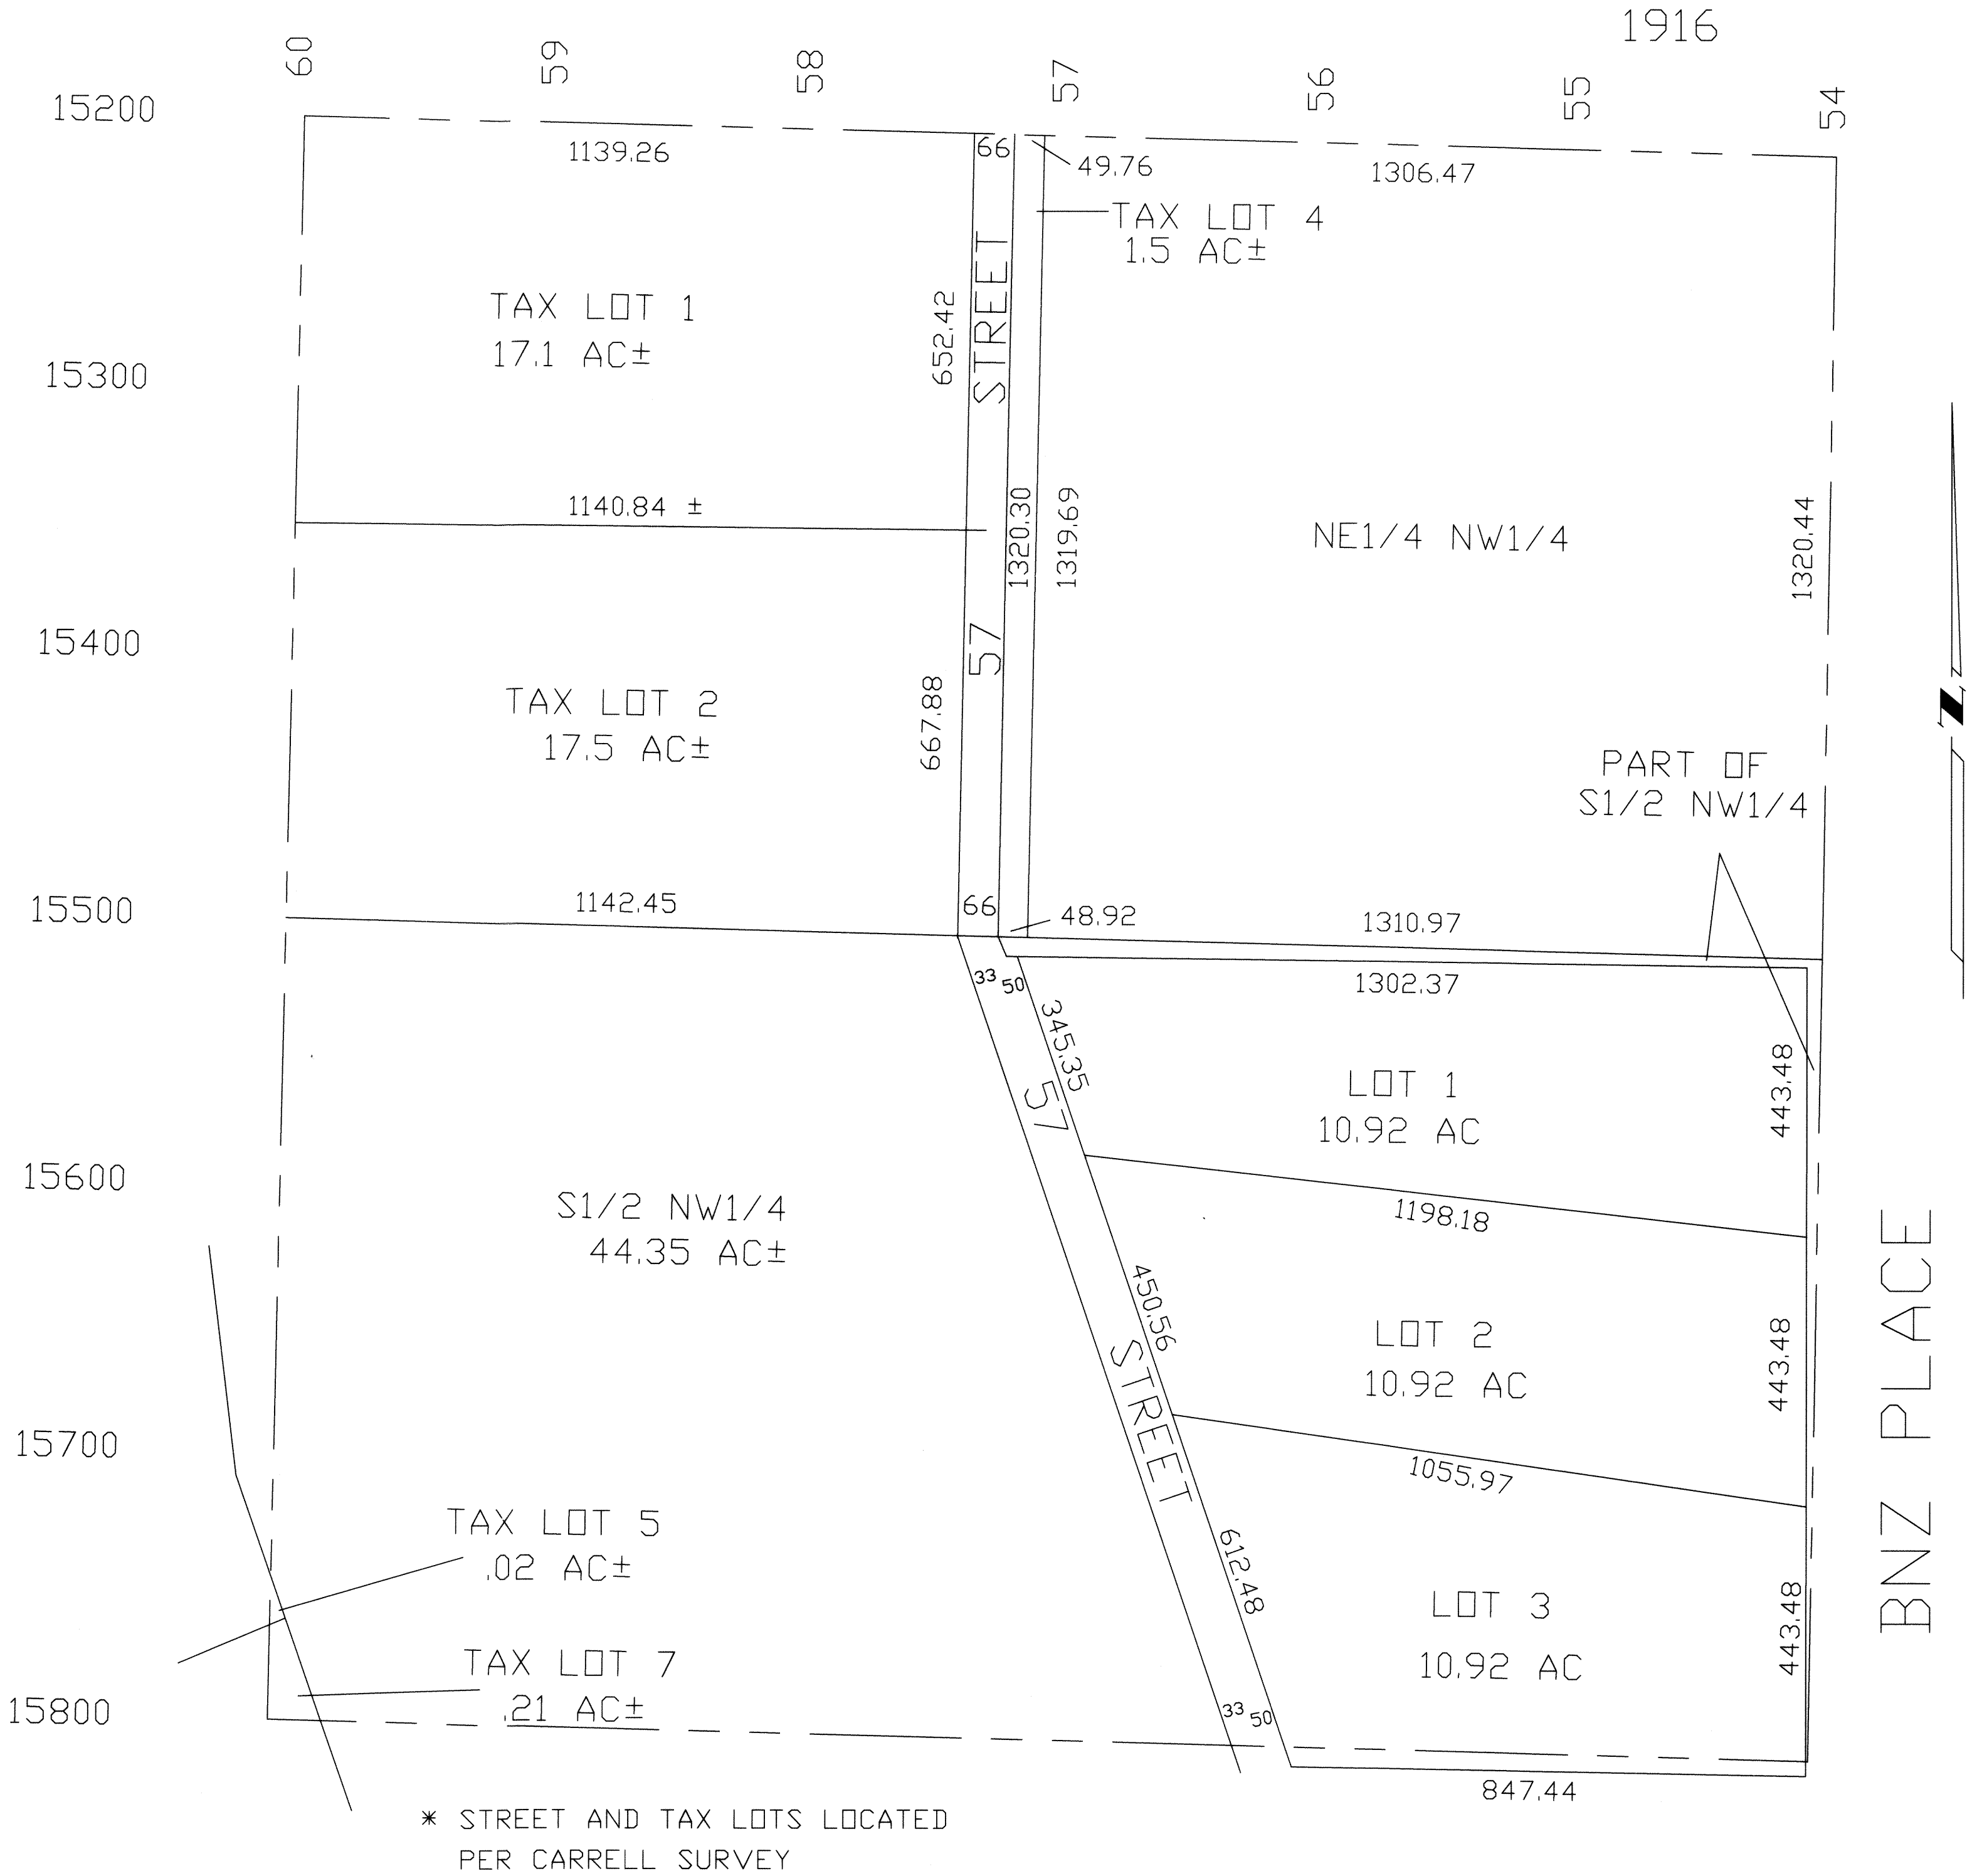 1916
60
59
58
57
56
55
54
15200
1139.26
66
49.76
1306.47
TAX LOT 4
1.5 AC±
STREET
TAX LOT 1
17.1 AC±
652.42
15300
1140.84 ±
1320.30
1319.69
NE1/4 NW1/4
1320.44
15400
57
TAX LOT 2
17.5 AC±
667.88
N
PART OF
S1/2 NW1/4
15500
1142.45
66
48.92
1310.97
33
50
1302.37
345.35
57
LOT 1
10.92 AC
443.48
15600
S1/2 NW1/4
44.35 AC±
1198.18
450.56
STREET
LOT 2
10.92 AC
443.48
BNZ PLACE
15700
1055.97
TAX LOT 5
.02 AC±
612.48
LOT 3
10.92 AC
443.48
TAX LOT 7
.21 AC±
15800
33
50
847.44
* STREET AND TAX LOTS LOCATED
PER CARRELL SURVEY